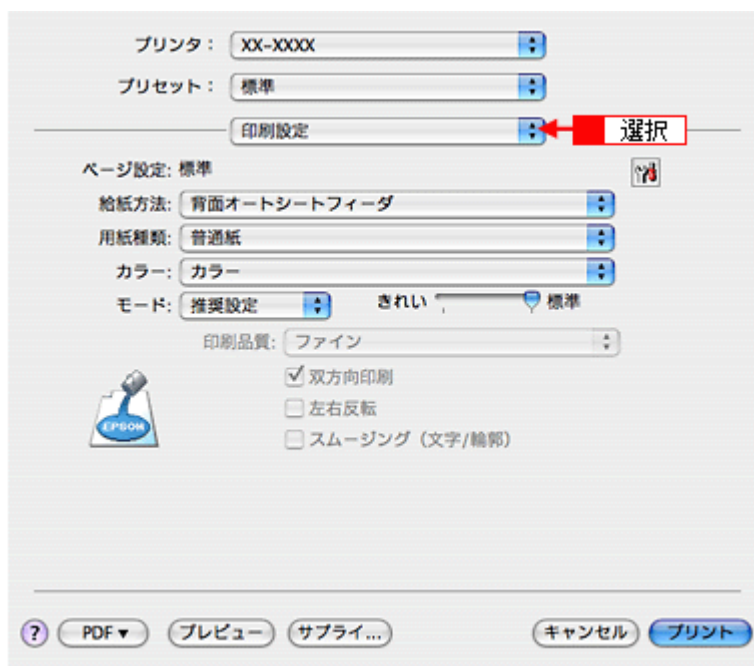 プリンタ： XX-XXXX
プリセット： 標準
印刷設定 選択
ページ設定: 標準
給紙方法: 背面オートシートフィーダ
用紙種類: 普通紙
カラー: カラー
モード: 推奨設定 きれい 標準
印刷品質: ファイン
双方向印刷
左右反転
スムージング（文字/輪郭）
EPSON
? PDF▼ プレビュー サプライ... キャンセル プリント